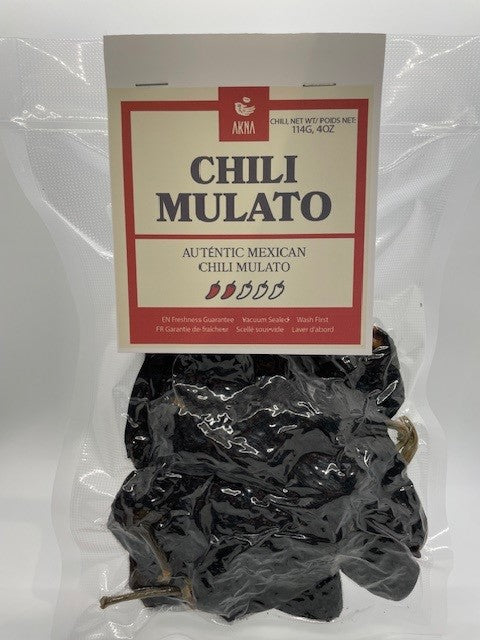 AKNA
CHILI, NET WT/ POIDS NET:
114G, 4OZ
CHILI
MULATO
AUTÉNTIC MEXICAN
CHILI MULATO
EN Freshness Guarantee Vacuum Sealed Wash First
FR Garantie de fraîcheur Scellé sous-vide Laver d'abord